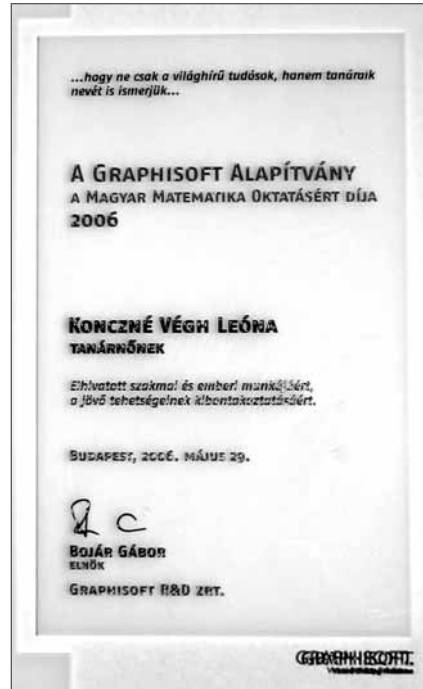 ...hogy ne csak a világhírű tudósok, hanem tanáraik
nevét is ismerjük...
A GRAPHISOFT ALAPÍTVÁNY
A MAGYAR MATEMATIKA OKTATÁSÉRT DÍJA
2006
KONCZNÉ VÉGH LEÓNA
TANÁRNŐNEK
Elhivatott szakmai és emberi munkájáért,
a jövő tehetségeinek kibontakoztatásáért.
BUDAPEST, 2006. MÁJUS 29.
BOJÁR GÁBOR
ELNÖK
GRAPHISOFT R&D ZRT.
GRAPHISOFT.